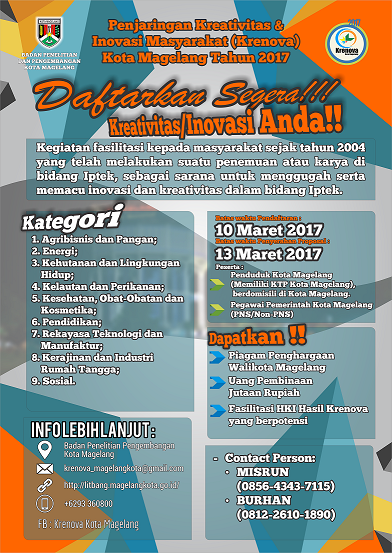 Penjaringan Kreativitas &
Inovasi Masyarakat (Krenova)
Kota Magelang Tahun 2017
BADAN PENELITIAN
DAN PENGEMBANGAN
KOTA MAGELANG
Krenova
Daftarkan Segera!!!
Kreativitas/Inovasi Anda!!
Kegiatan fasilitasi kepada masyarakat sejak tahun 2004
yang telah melakukan suatu penemuan atau karya di
bidang Iptek, sebagai sarana untuk menggugah serta
memacu inovasi dan kreativitas dalam bidang Iptek.
Kategori
1. Agribisnis dan Pangan;
2. Energi;
3. Kehutanan dan Lingkungan
Hidup;
4. Kelautan dan Perikanan;
5. Kesehatan, Obat-Obatan dan
Kosmetika;
6. Pendidikan;
7. Rekayasa Teknologi dan
Manufaktur;
8. Kerajinan dan Industri
Rumah Tangga;
9. Sosial.
Batas waktu Pendaftaran :
10 Maret 2017
Batas waktu Penyerahan Proposal :
13 Maret 2017
Peserta :
Penduduk Kota Magelang
(Memiliki KTP Kota Magelang),
berdomisili di Kota Magelang.
Pegawai Pemerintah Kota Magelang
(PNS/Non-PNS)
Dapatkan !!
Piagam Penghargaan
Walikota Magelang
Uang Pembinaan
Jutaan Rupiah
Fasilitasi HKI Hasil Krenova
yang berpotensi
INFO LEBIH LANJUT :
Badan Penelitian Pengembangan
Kota Magelang
krenova_magelangkota@gmail.com
http://litbang.magelangkota.go.id/
+6293 360800
FB : Krenova Kota Magelang
- Contact Person:
• MISRUN
(0856-4343-7115)
• BURHAN
(0812-2610-1890)